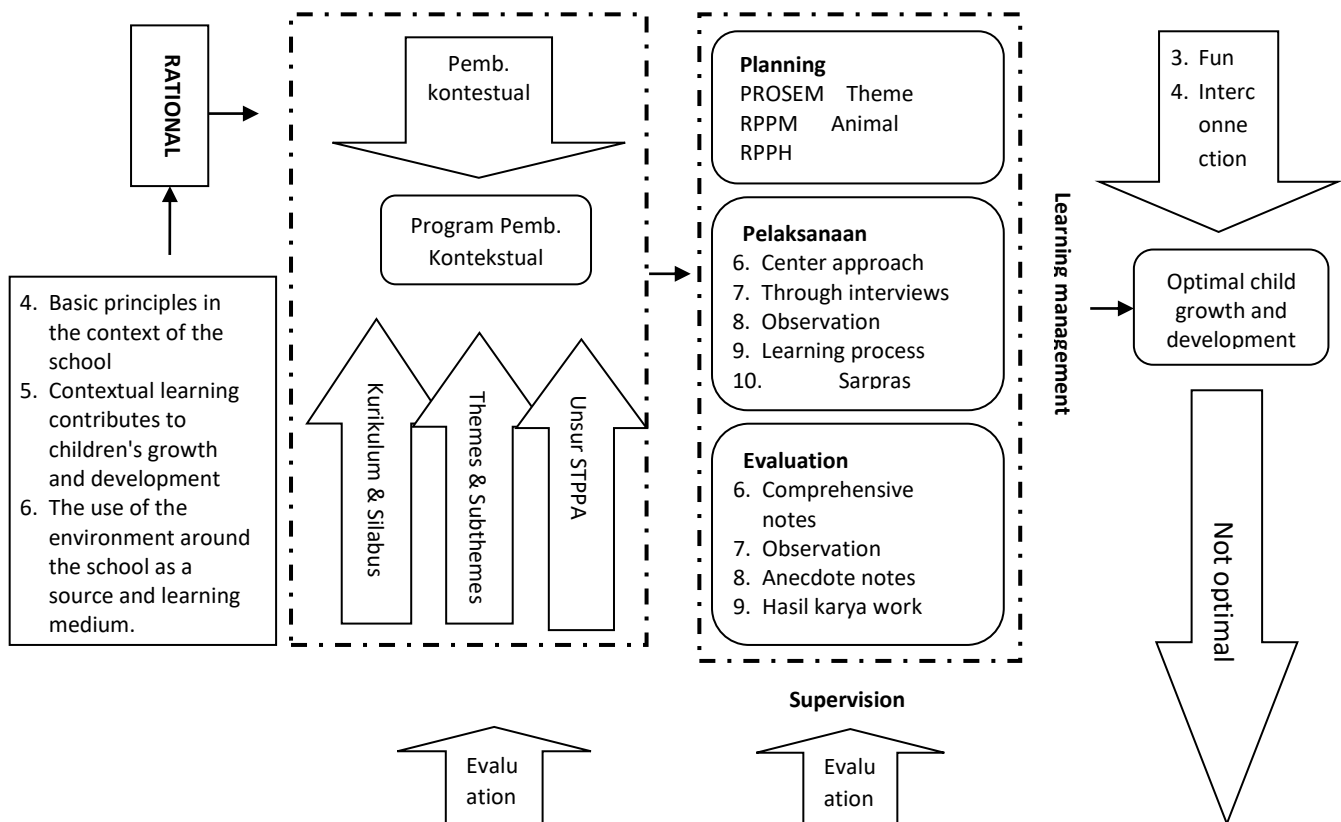 RATIONAL
4. Basic principles in
the context of the
school
5. Contextual learning
contributes to
children's growth
and development
6. The use of the
environment around
the school as a
source and learning
medium.
Pemb.
kontestual
Program Pemb.
Kontekstual
Kurikulum & Silabus
Themes & Subthemes
Unsur STPPA
Evalu
ation
Planning
PROSEM Theme
RPPM Animal
RPPH
Pelaksanaan
6. Center approach
7. Through interviews
8. Observation
9. Learning process
10. Sarpras
Evaluation
6. Comprehensive
notes
7. Observation
8. Anecdote notes
9. Hasil karya work
Supervision
Evalu
ation
Learning management
3. Fun
4. Interc
onne
ction
Optimal child
growth and
development
Not optimal